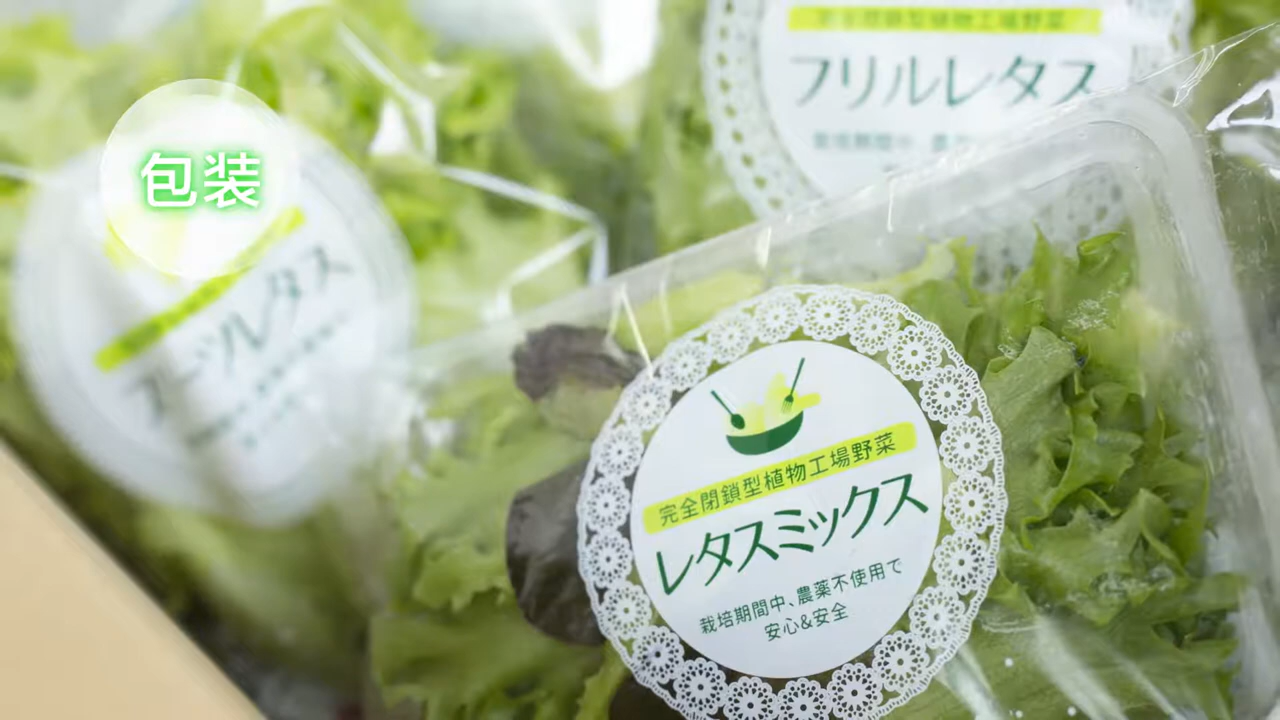 包装
完全閉鎖型植物工場野菜
フリルレタス
完全閉鎖型植物工場野菜
レタスミックス
栽培期間中、農薬不使用で
安心&安全